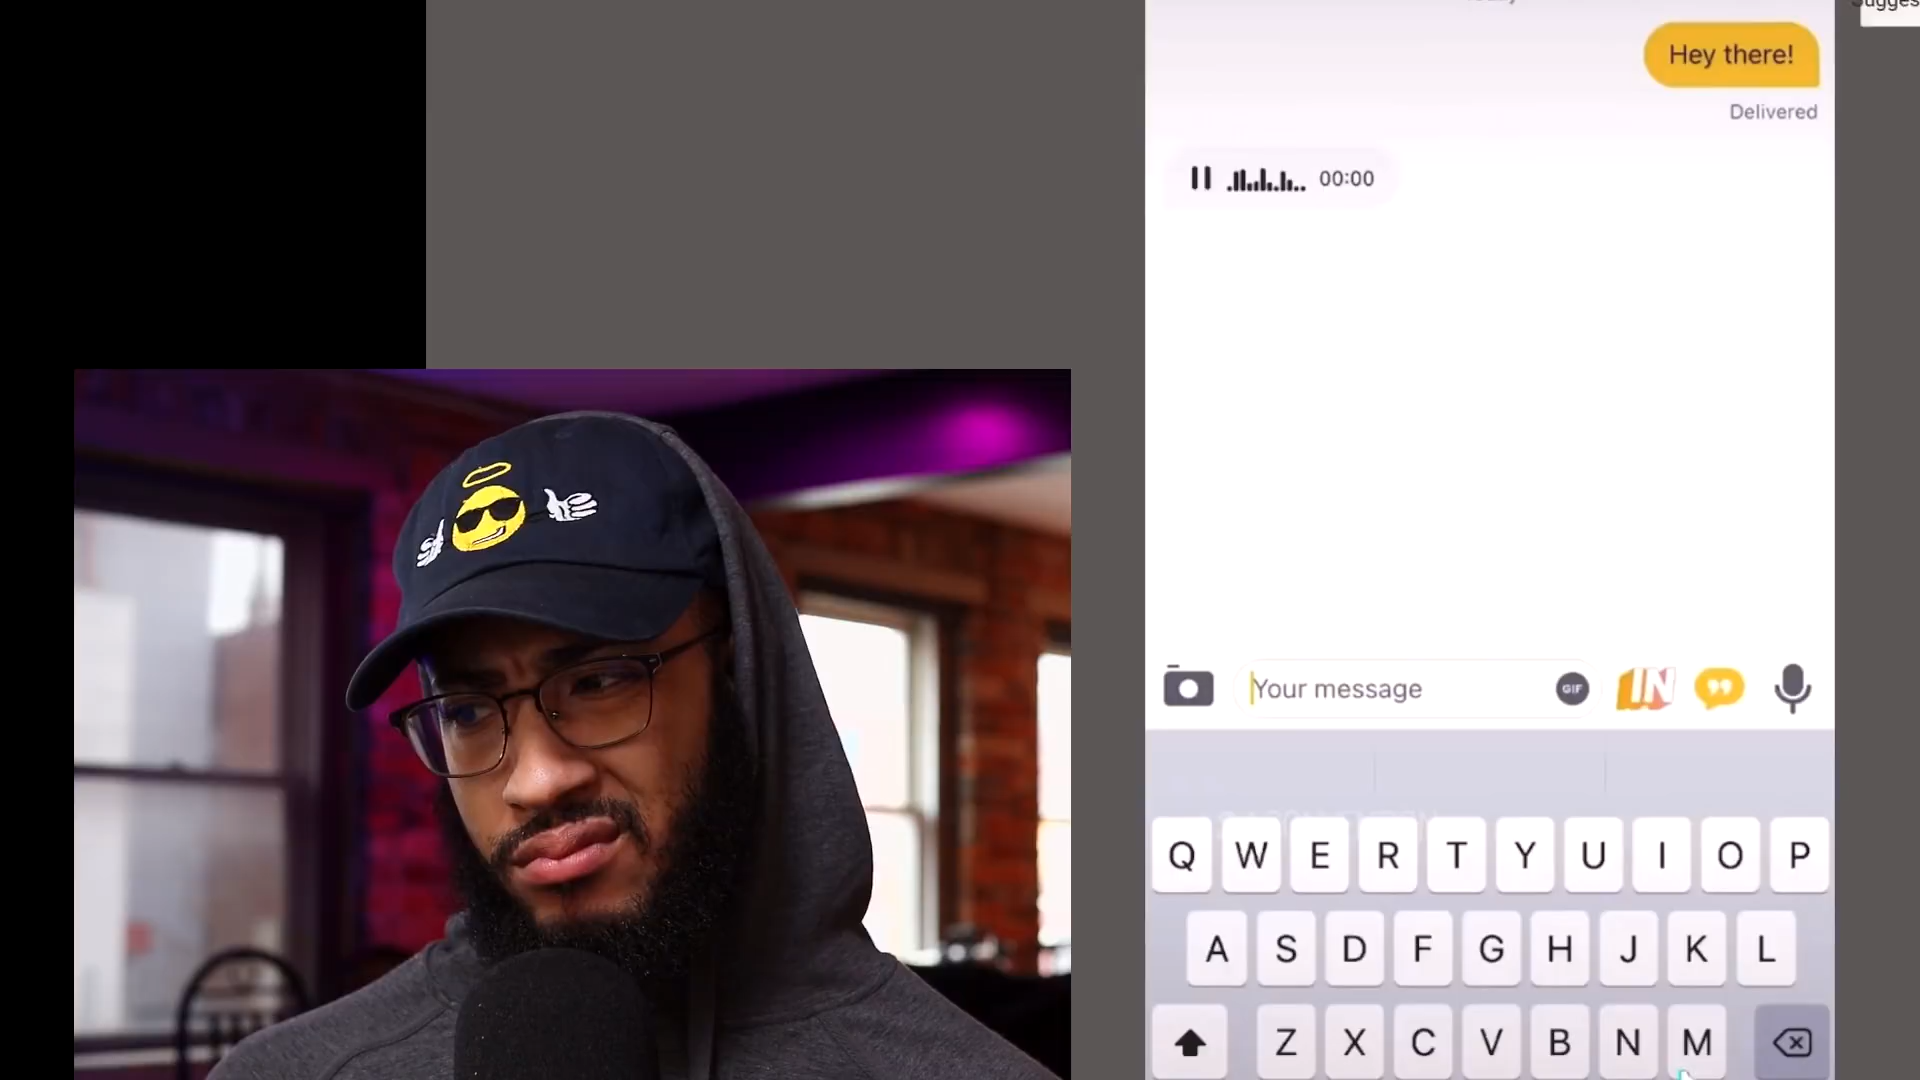 Hey there!
Delivered
00:00
Your message
GIF
IN
Q W E R T Y U I O P
A S D F G H J K L
Z X C V B N M